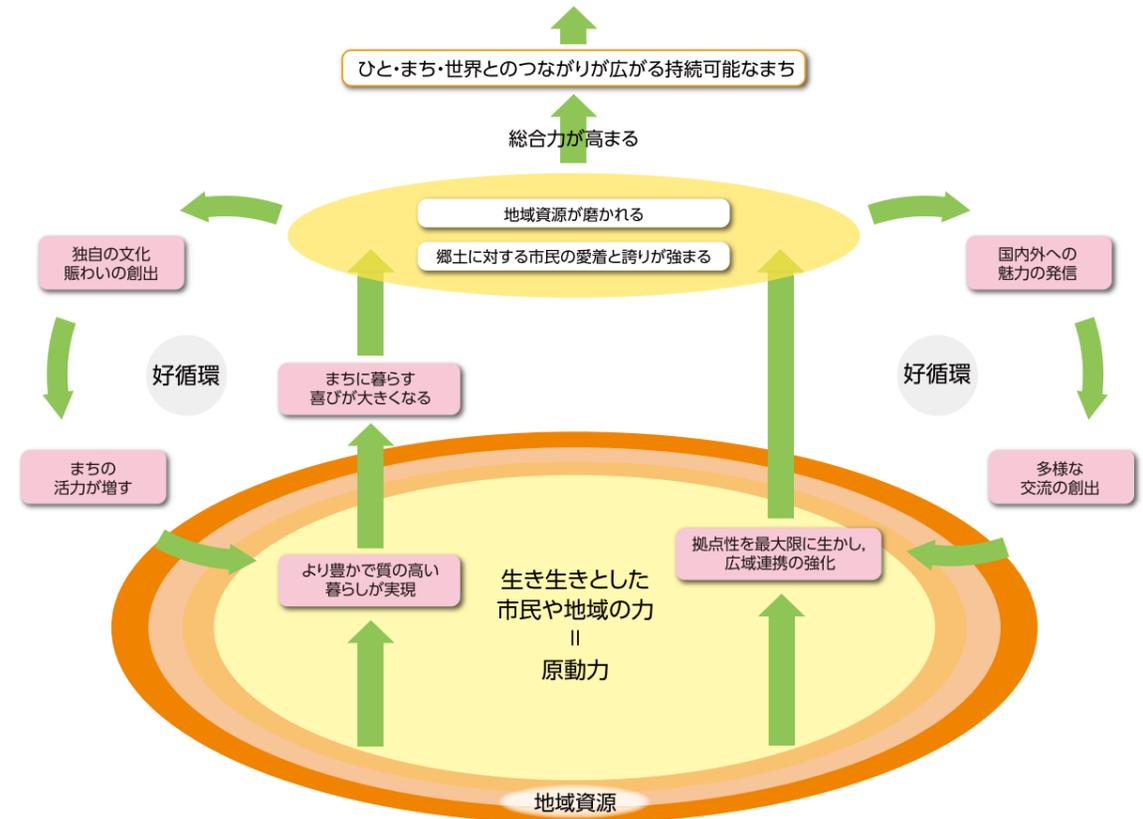 ひと・まち・世界とのつながりが広がる持続可能なまち
総合力が高まる
地域資源が磨かれる
郷土に対する市民の愛着と誇りが強まる
独自の文化
賑わいの創出
国内外への
魅力の発信
好循環
まちに暮らす
喜びが大きくなる
好循環
まちの
活力が増す
多様な
交流の創出
より豊かで質の高い
暮らしが実現
拠点性を最大限に生かし,
広域連携の強化
生き生きとした
市民や地域の力
=
原動力
地域資源